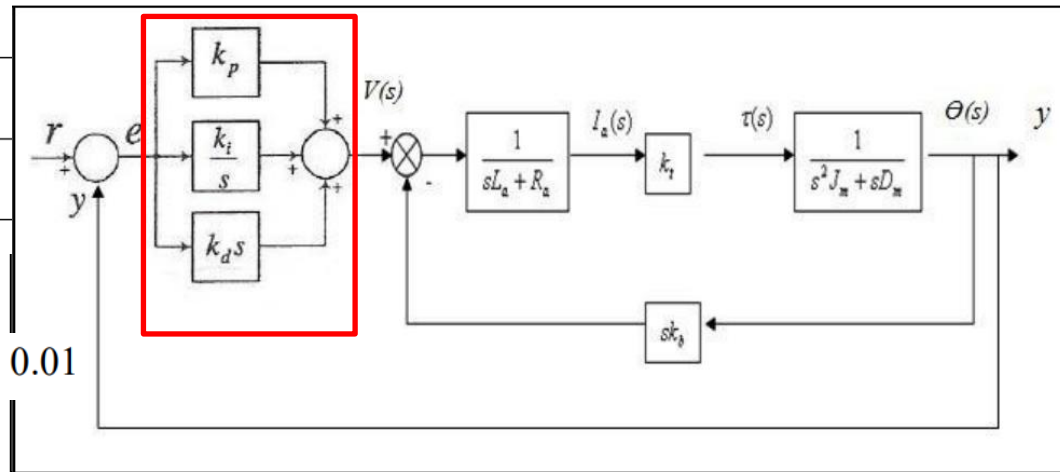 k_p
V(s)
r
e
+
y
k_i
s
+
+
+
k_d s
+
-
1
sL_a + R_a
I_a(s)
k_t
τ(s)
1
s^2 J_m + sD_m
Θ(s)
y
sk_b
0.01